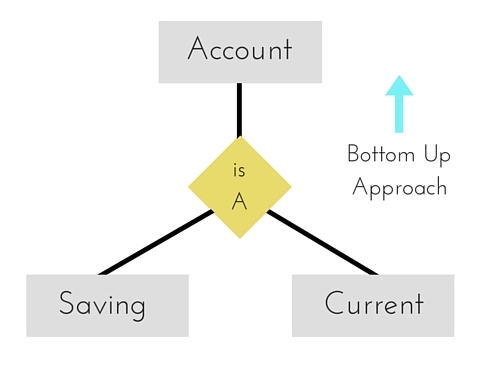 Account
is
A
Bottom Up
Approach
Saving
Current